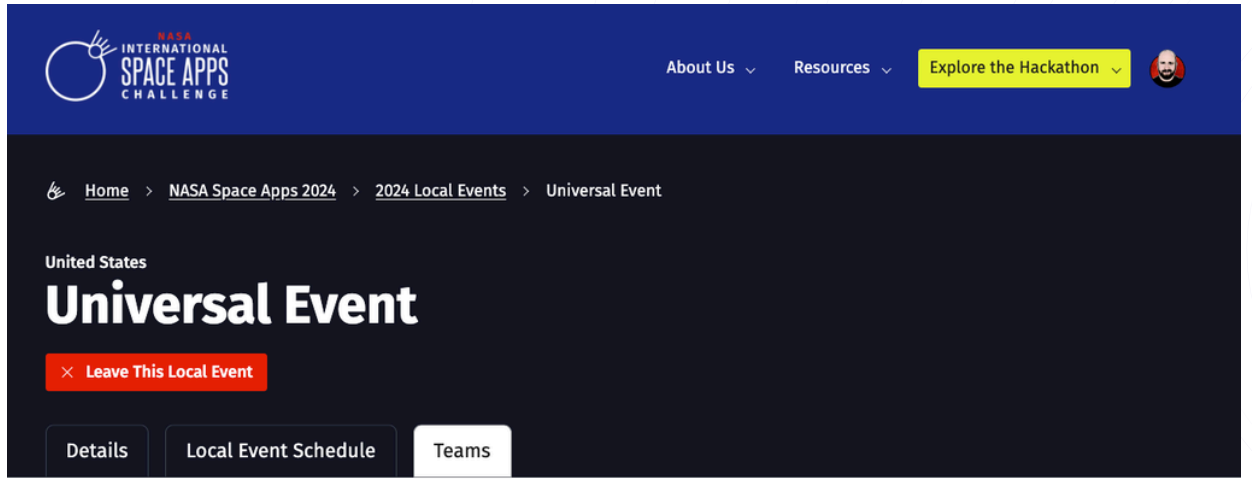 NASA
INTERNATIONAL
SPACE APPS
CHALLENGE
About Us
Resources
Explore the Hackathon
Home > NASA Space Apps 2024 > 2024 Local Events > Universal Event
United States
Universal Event
× Leave This Local Event
Details
Local Event Schedule
Teams